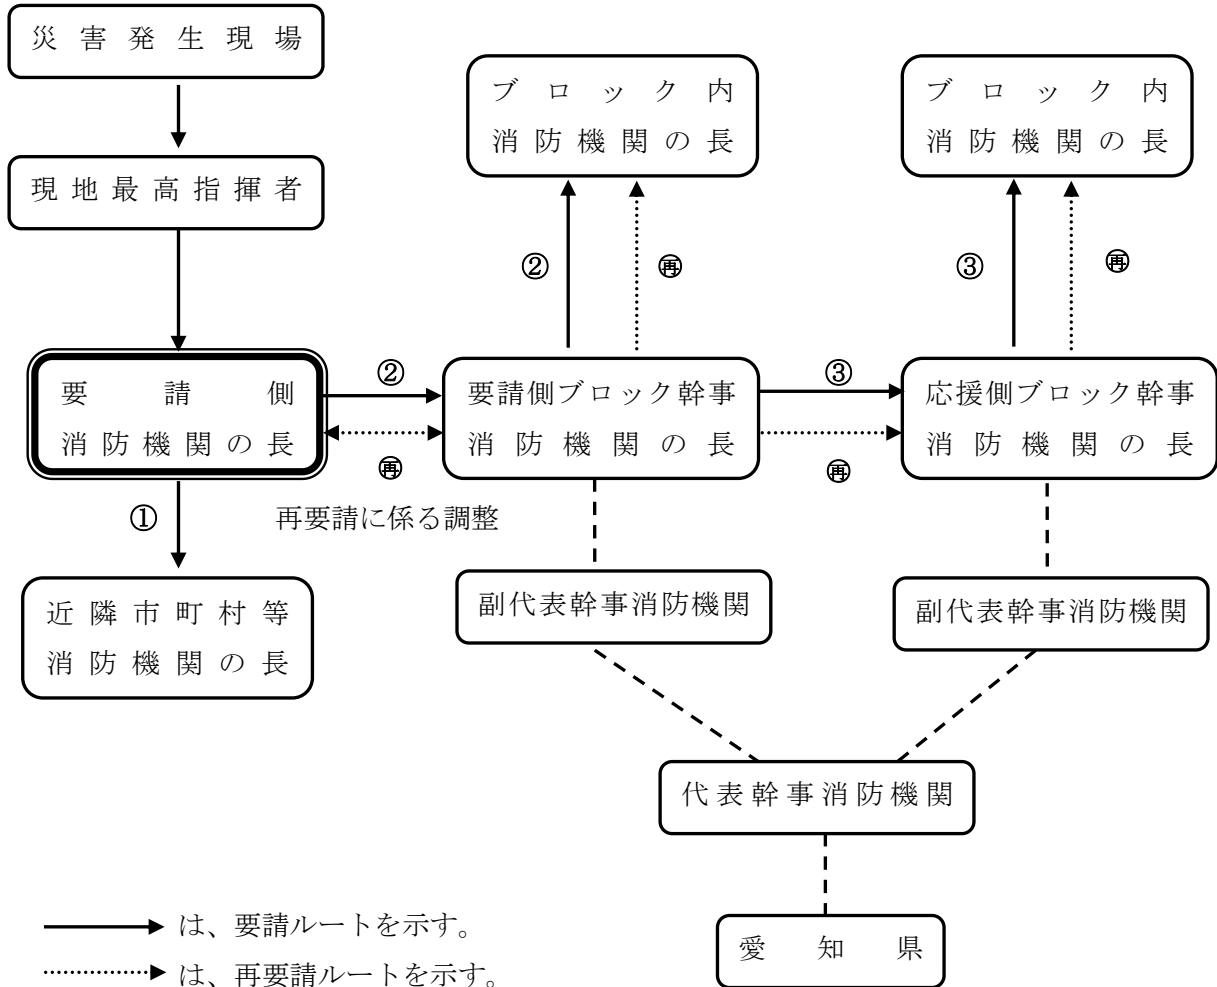 災害発生現場
現地最高指揮者
要請側
消防機関の長
①
近隣市町村等
消防機関の長
②
㊢
再要請に係る調整
ブロック内
消防機関の長
②
再
要請側ブロック幹事
消防機関の長
③
再
ブロック内
消防機関の長
③
再
応援側ブロック幹事
消防機関の長
副代表幹事消防機関
副代表幹事消防機関
代表幹事消防機関
愛知県
は、要請ルートを示す。
は、再要請ルートを示す。